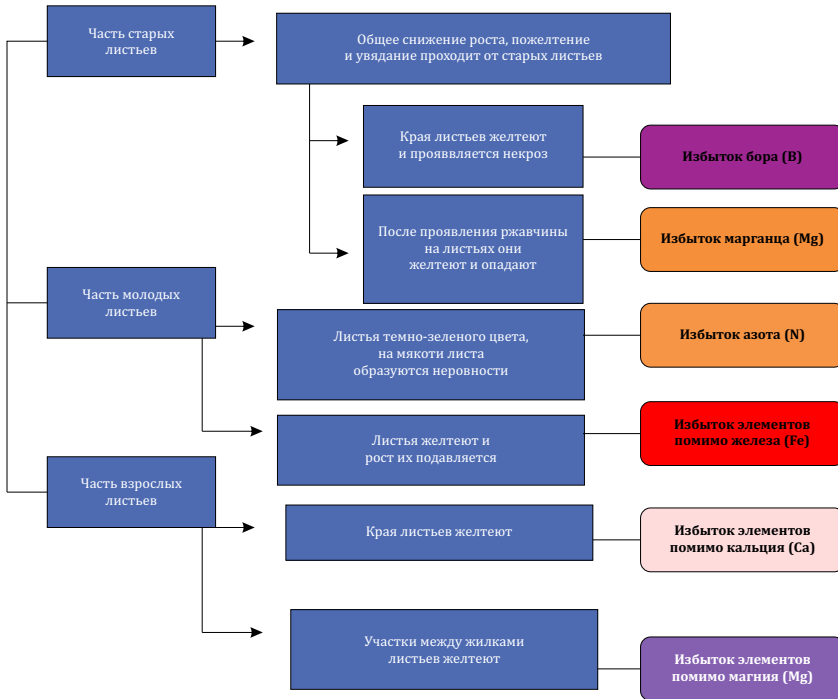 Часть старых
листьев
Общее снижение роста, пожелтение
и увядание проходит от старых листьев
Края листьев желтеют
и прояввляется некроз
Избыток бора (B)
После проявления ржавчины
на листьях они
желтеют и опадают
Избыток марганца (Mg)
Часть молодых
листьев
Листья темно-зеленого цвета,
на мякоти листа
образуются неровности
Избыток азота (N)
Листья желтеют и
рост их подавляется
Избыток элементов
помимо железа (Fe)
Часть взрослых
листьев
Края листьев желтеют
Избыток элементов
помимо кальция (Ca)
Участки между жилками
листьев желтеют
Избыток элементов
помимо магния (Mg)